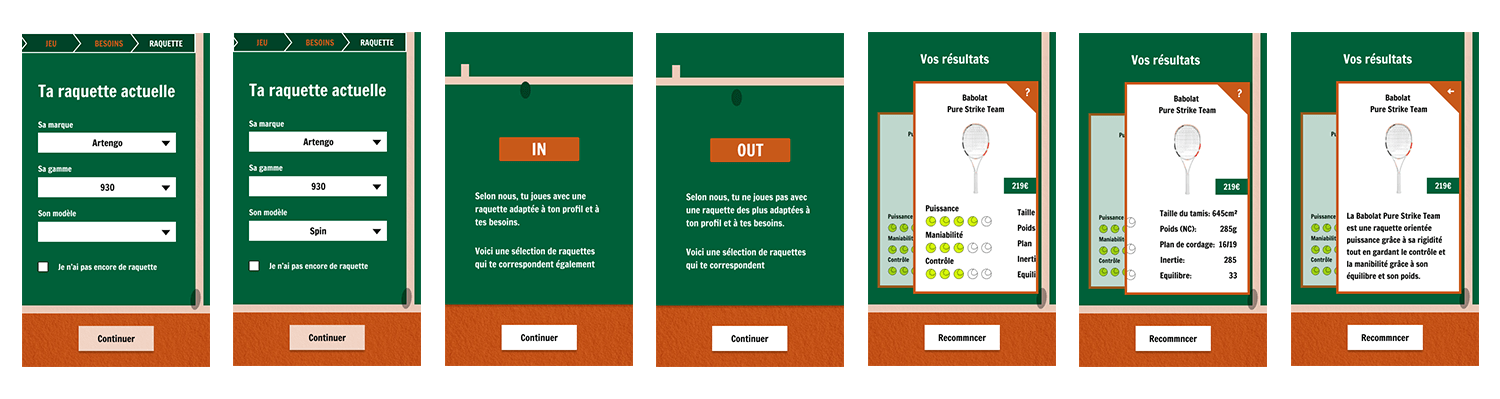 JEU BESOINS RAQUETTE
Ta raquette actuelle
Sa marque
Artengo
Sa gamme
930
Son modèle
Je n'ai pas encore de raquette
Continuer
JEU BESOINS RAQUETTE
Ta raquette actuelle
Sa marque
Artengo
Sa gamme
930
Son modèle
Spin
Je n'ai pas encore de raquette
Continuer
IN
Selon nous, tu joues avec une
raquette adaptée à ton profil et à
tes besoins.
Voici une sélection de raquettes
qui te correspondent également
Continuer
OUT
Selon nous, tu ne joues pas avec
une raquette des plus adaptées à
ton profil et à tes besoins.
Voici une sélection de raquettes
qui te correspondent
Continuer
Vos résultats
?
Babolat
Pure Strike Team
219€
Pu
Puissance
Maniabilit
Contrôle
Puissance
Maniabilité
Contrôle
Taille
Poids
Plan
Inerti
Equili
Recommncer
Vos résultats
?
Babolat
Pure Strike Team
219€
Pu
Puissance
Maniabilit
Contrôle
Taille du tamis: 645cm²
Poids (NC): 285g
Plan de cordage: 16/19
Inertie: 285
Equilibre: 33
Recommncer
Vos résultats
Babolat
Pure Strike Team
219€
Pu
Puissance
Maniabilit
Contrôle
La Babolat Pure Strike Team
est une raquette orientée
puissance grâce à sa rigidité
tout en gardant le contrôle et
la manibilité grâce à son
équilibre et son poids.
Recommncer